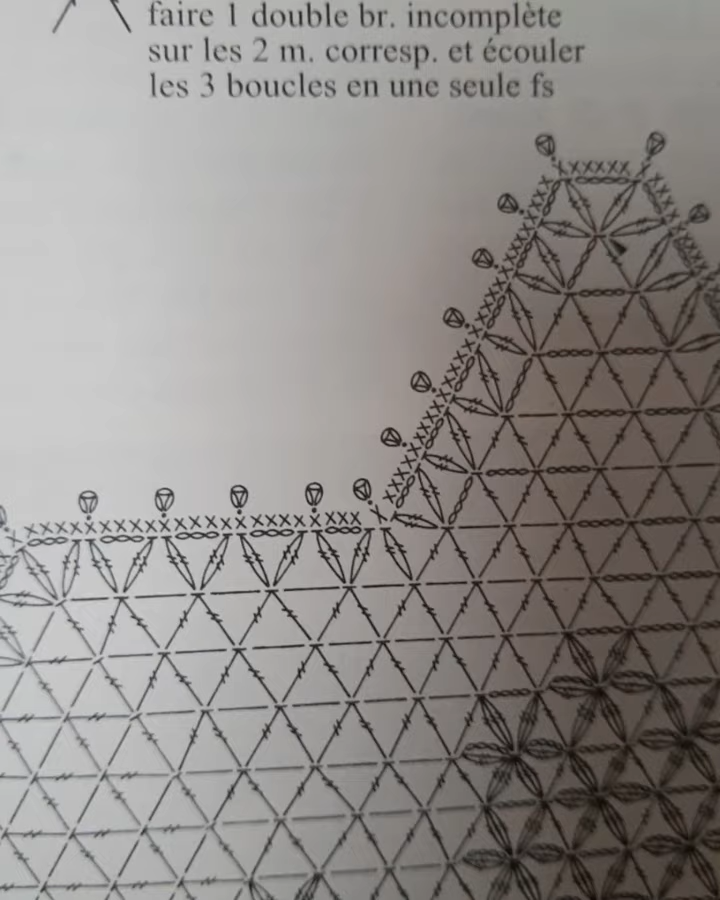 faire 1 double br. incomplète
sur les 2 m. corresp. et écouler
les 3 boucles en une seule fs